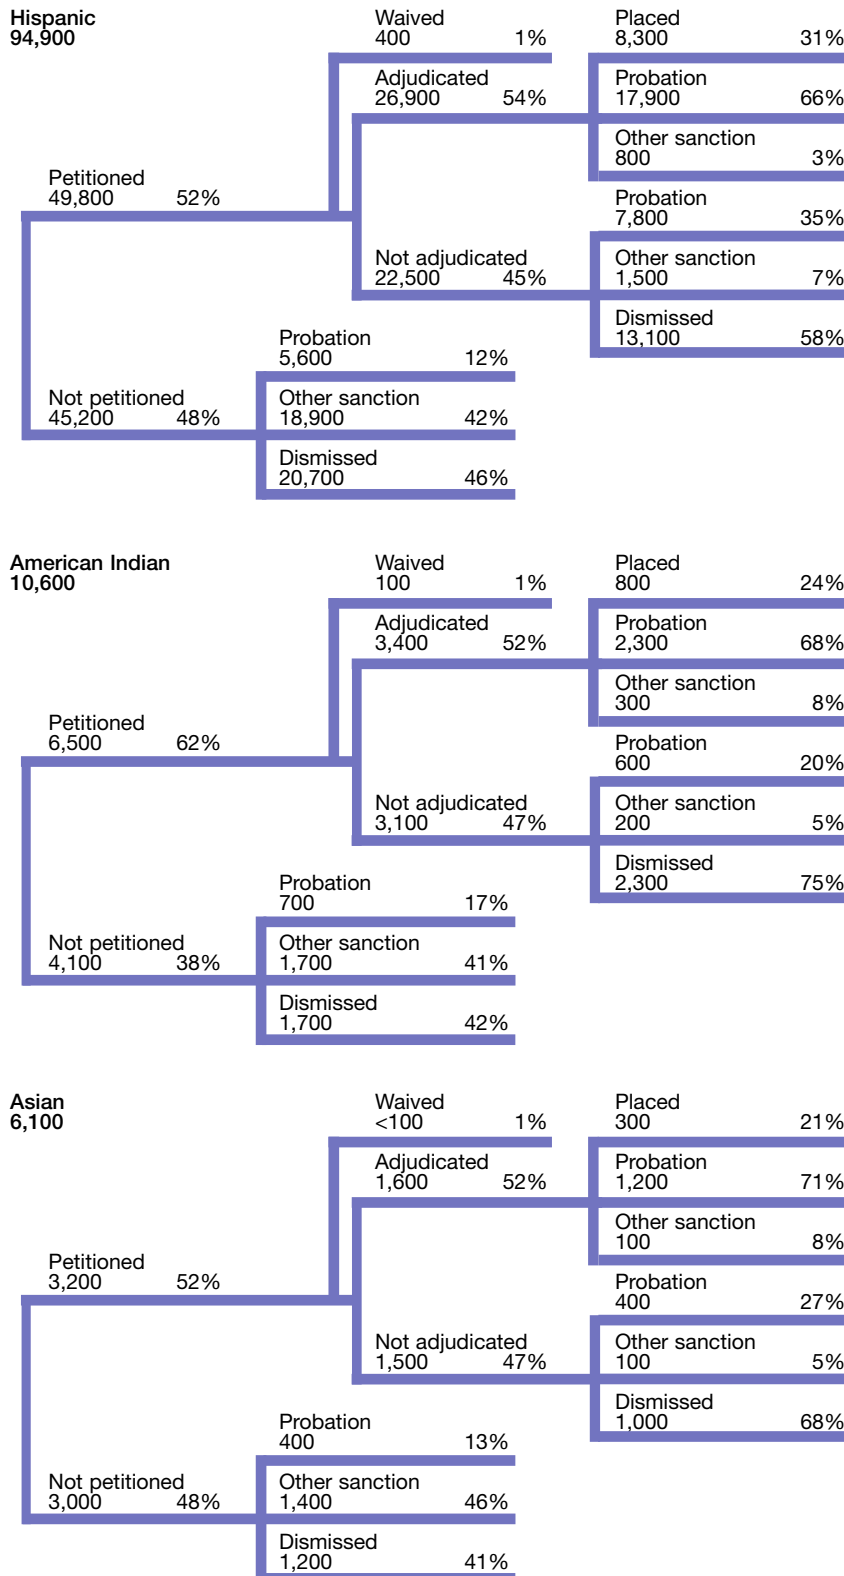 Hispanic
94,900
Waived
400 1%
Placed
8,300 31%
Adjudicated
26,900 54%
Probation
17,900 66%
Other sanction
800 3%
Petitioned
49,800 52%
Probation
7,800 35%
Not adjudicated
22,500 45%
Other sanction
1,500 7%
Dismissed
13,100 58%
Probation
5,600 12%
Not petitioned
45,200 48%
Other sanction
18,900 42%
Dismissed
20,700 46%
American Indian
10,600
Waived
100 1%
Placed
800 24%
Adjudicated
3,400 52%
Probation
2,300 68%
Other sanction
300 8%
Petitioned
6,500 62%
Probation
600 20%
Not adjudicated
3,100 47%
Other sanction
200 5%
Dismissed
2,300 75%
Probation
700 17%
Not petitioned
4,100 38%
Other sanction
1,700 41%
Dismissed
1,700 42%
Asian
6,100
Waived
<100 1%
Placed
300 21%
Adjudicated
1,600 52%
Probation
1,200 71%
Other sanction
100 8%
Petitioned
3,200 52%
Probation
400 27%
Not adjudicated
1,500 47%
Other sanction
100 5%
Dismissed
1,000 68%
Probation
400 13%
Not petitioned
3,000 48%
Other sanction
1,400 46%
Dismissed
1,200 41%